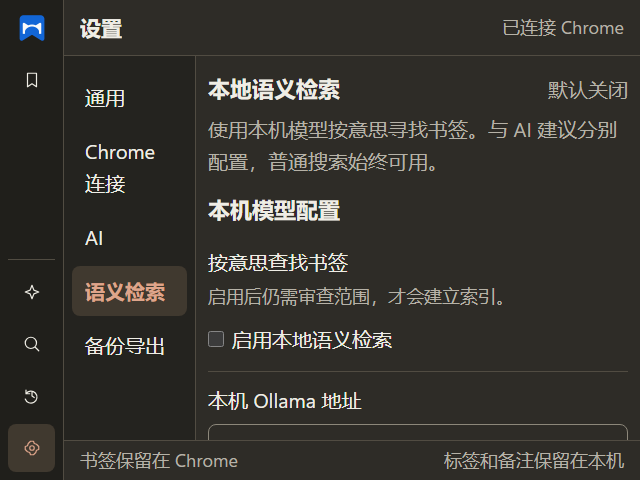 设置
已连接 Chrome
通用
Chrome
连接
AI
语义检索
备份导出
本地语义检索
默认关闭
使用本机模型按意思寻找书签。与 AI 建议分别
配置，普通搜索始终可用。
本机模型配置
按意思查找书签
启用后仍需审查范围，才会建立索引。
启用本地语义检索
本机 Ollama 地址
书签保留在 Chrome
标签和备注保留在本机